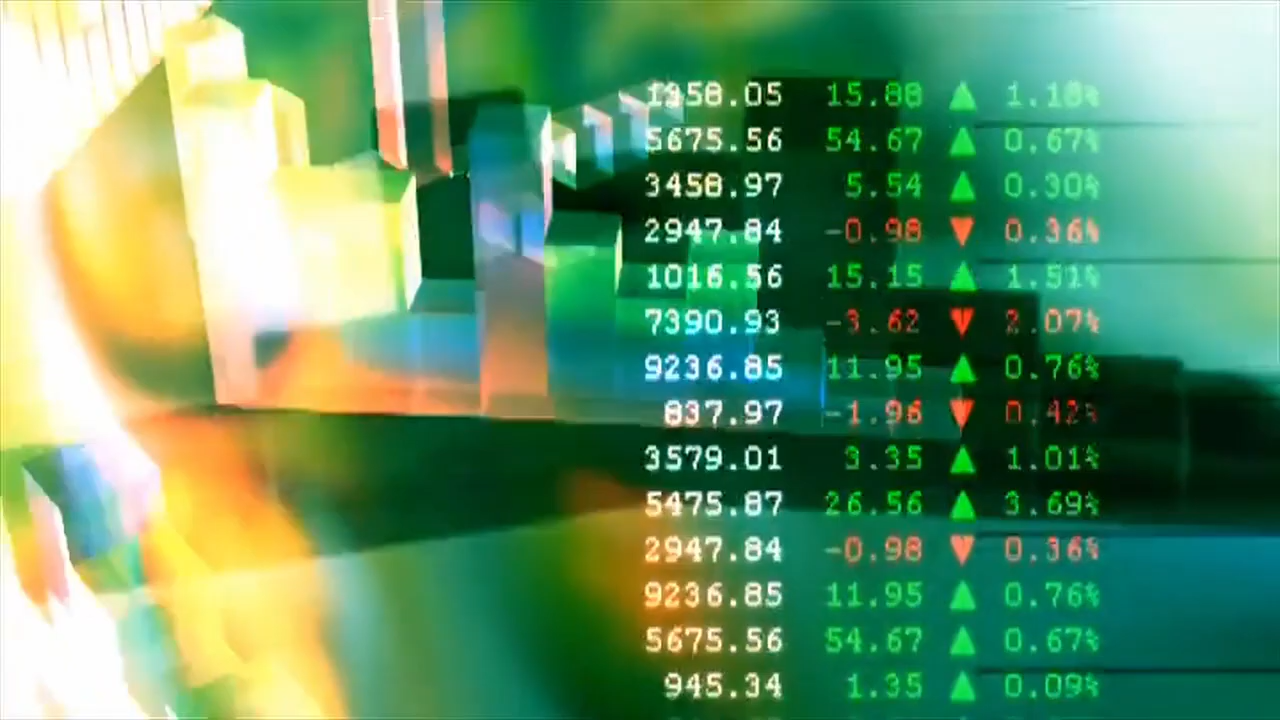 1358.05 15.88 ▲ 1.18%
5675.56 54.67 ▲ 0.67%
3458.97 5.54 ▲ 0.30%
2947.84 -0.98 ▼ 0.36%
1016.56 15.15 ▲ 1.51%
7390.93 -3.62 ▼ 2.07%
9236.85 11.95 ▲ 0.76%
837.97 -1.96 ▼ 0.42%
3579.01 3.35 ▲ 1.01%
5475.87 26.56 ▲ 3.69%
2947.84 -0.98 ▼ 0.36%
9236.85 11.95 ▲ 0.76%
5675.56 54.67 ▲ 0.67%
945.34 1.35 ▲ 0.09%